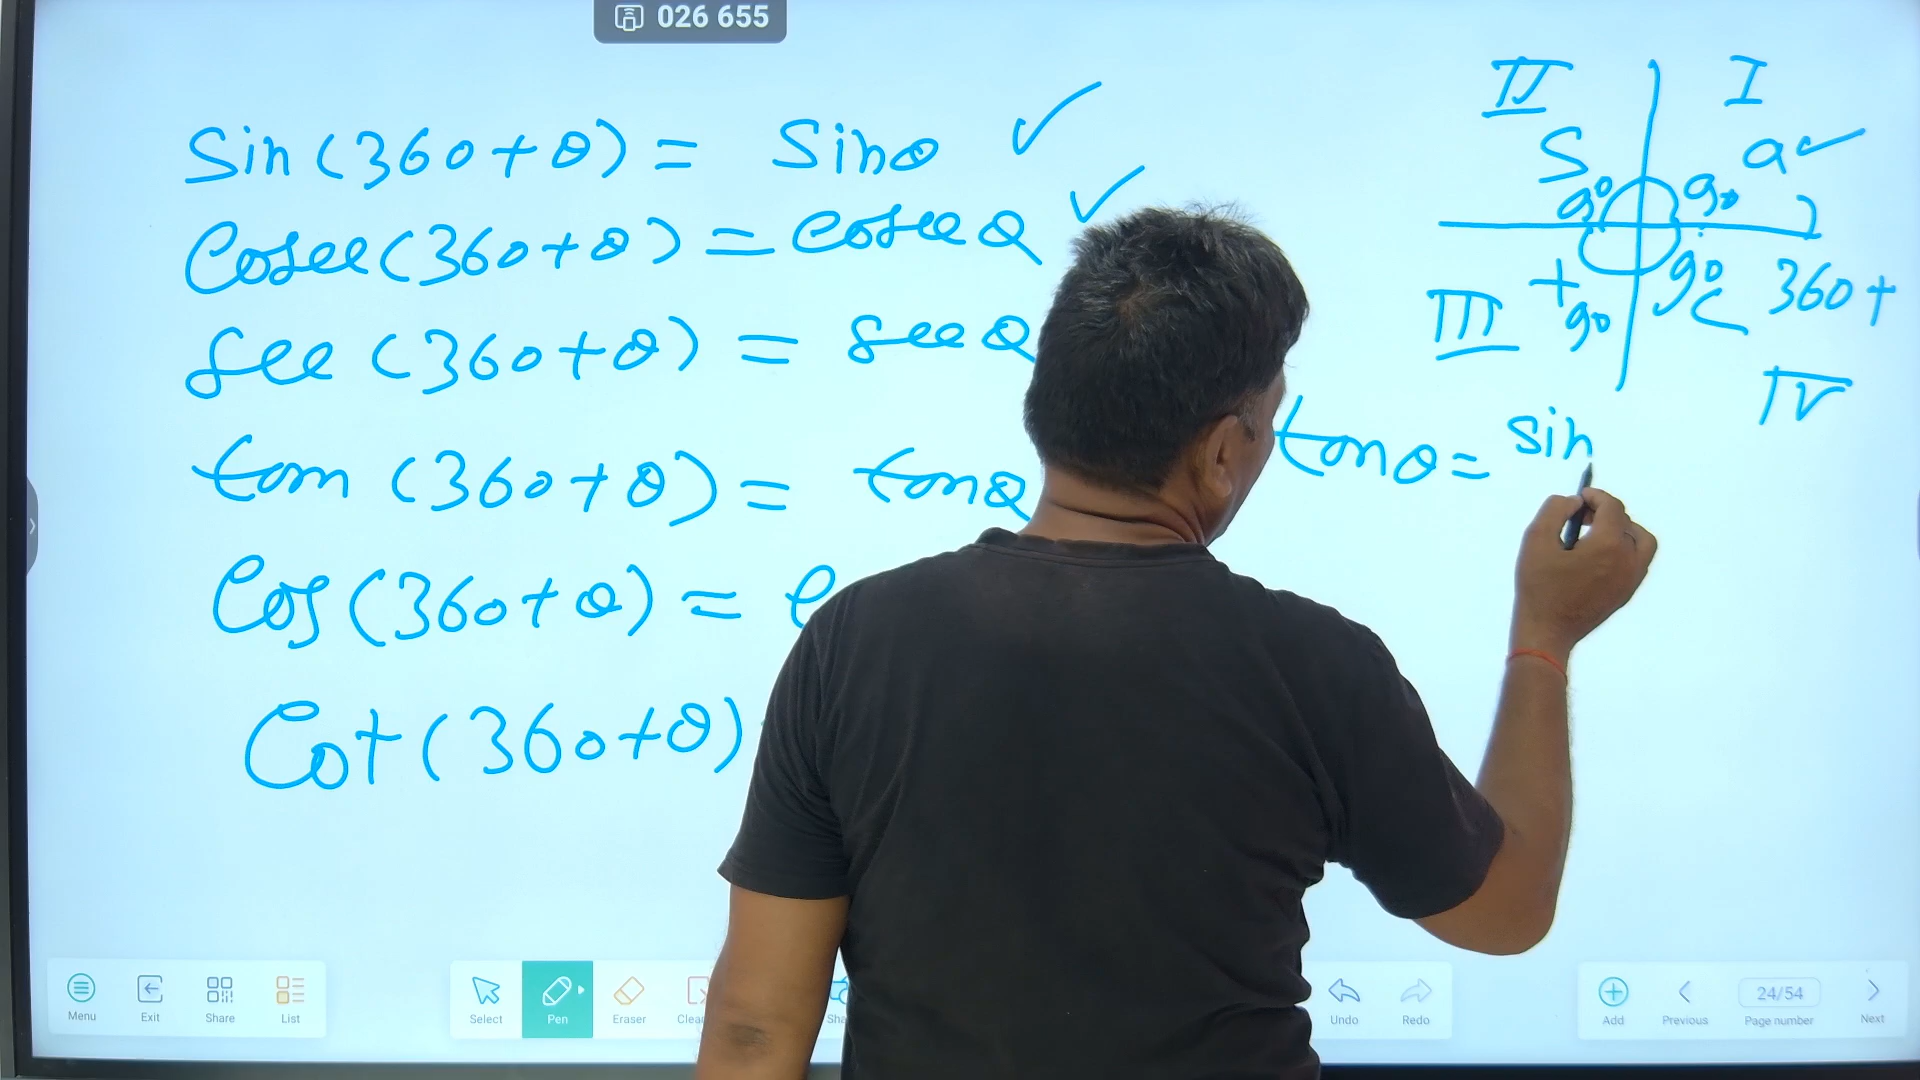 026 655
Sin(360+θ) = Sinθ ✓
Cosec(360+θ) = Cosecθ ✓
Sec(360+θ) = Secθ
tan(360+θ) = tanθ
Cos(360+θ) = C
Cot(360+θ)
II I
S a ✓
90 90
+ 90 360+
III 90 C
IV
tanθ = sin
Menu Exit Share List
Select Pen Eraser Clea Sha
Undo Redo
Add Previous 24/54 Page number Next